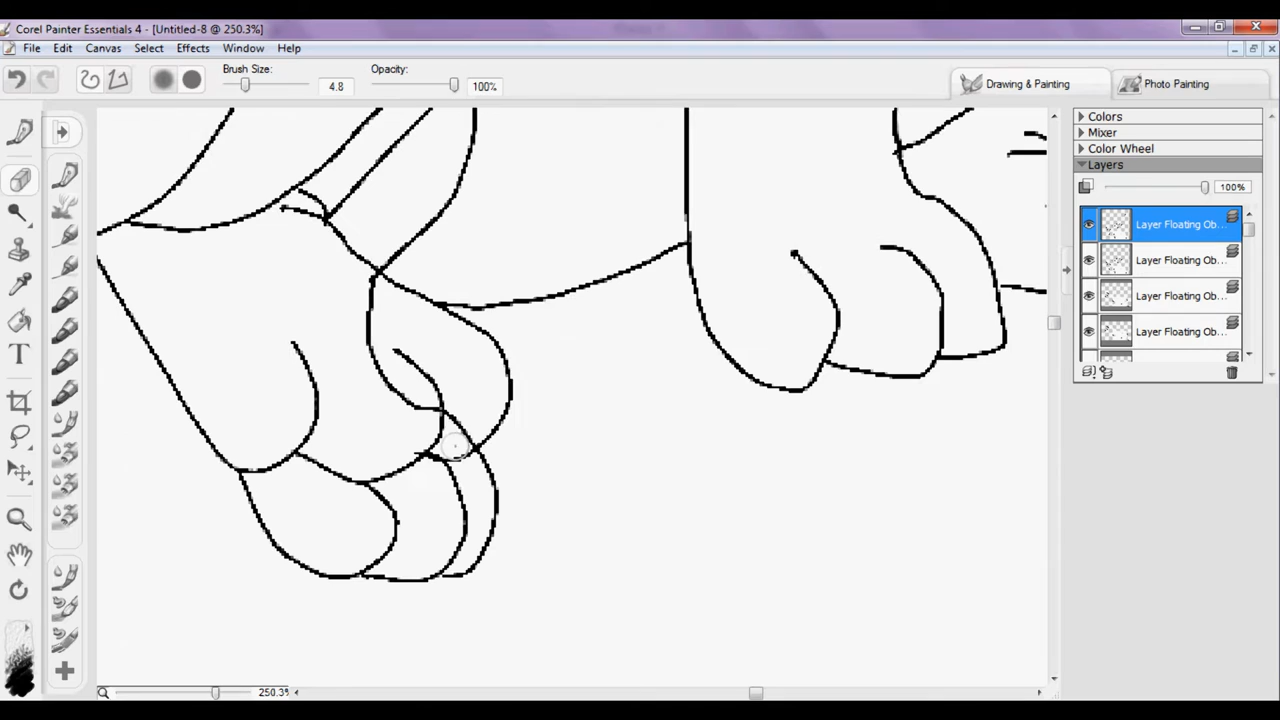 Corel Painter Essentials 4 - [Untitled-8 @ 250.3%]
File Edit Canvas Select Effects Window Help
Brush Size: 4.8 Opacity: 100%
Drawing & Painting Photo Painting
Colors
Mixer
Color Wheel
Layers
100%
Layer Floating Ob...
Layer Floating Ob...
Layer Floating Ob...
Layer Floating Ob...
250.3%